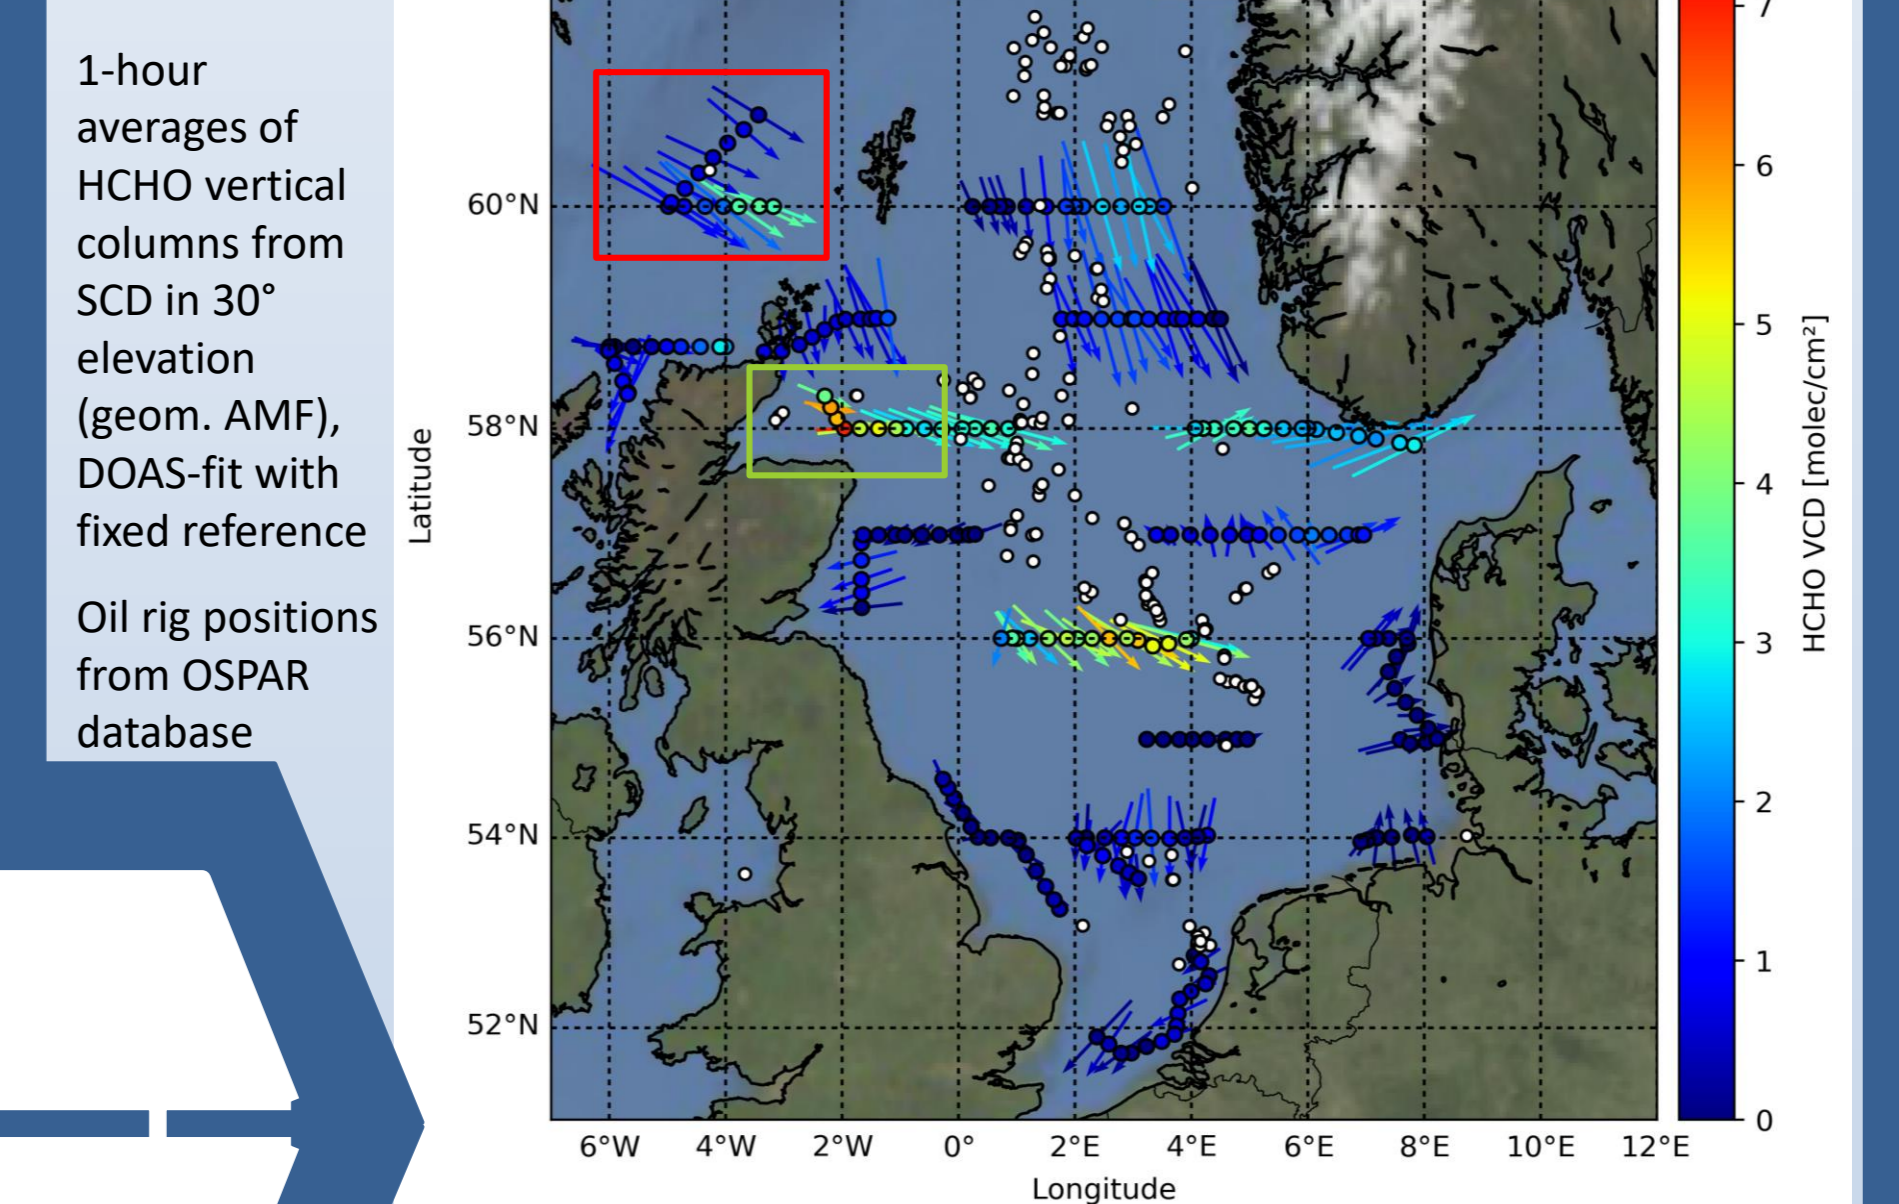 1-hour
averages of
HCHO vertical
columns from
SCD in 30°
elevation
(geom. AMF),
DOAS-fit with
fixed reference
Oil rig positions
from OSPAR
database
Latitude
60°N
58°N
56°N
54°N
52°N
6°W 4°W 2°W 0° 2°E 4°E 6°E 8°E 10°E 12°E
Longitude
7
6
5
4
3
2
1
0
HCHO VCD [molec/cm²]